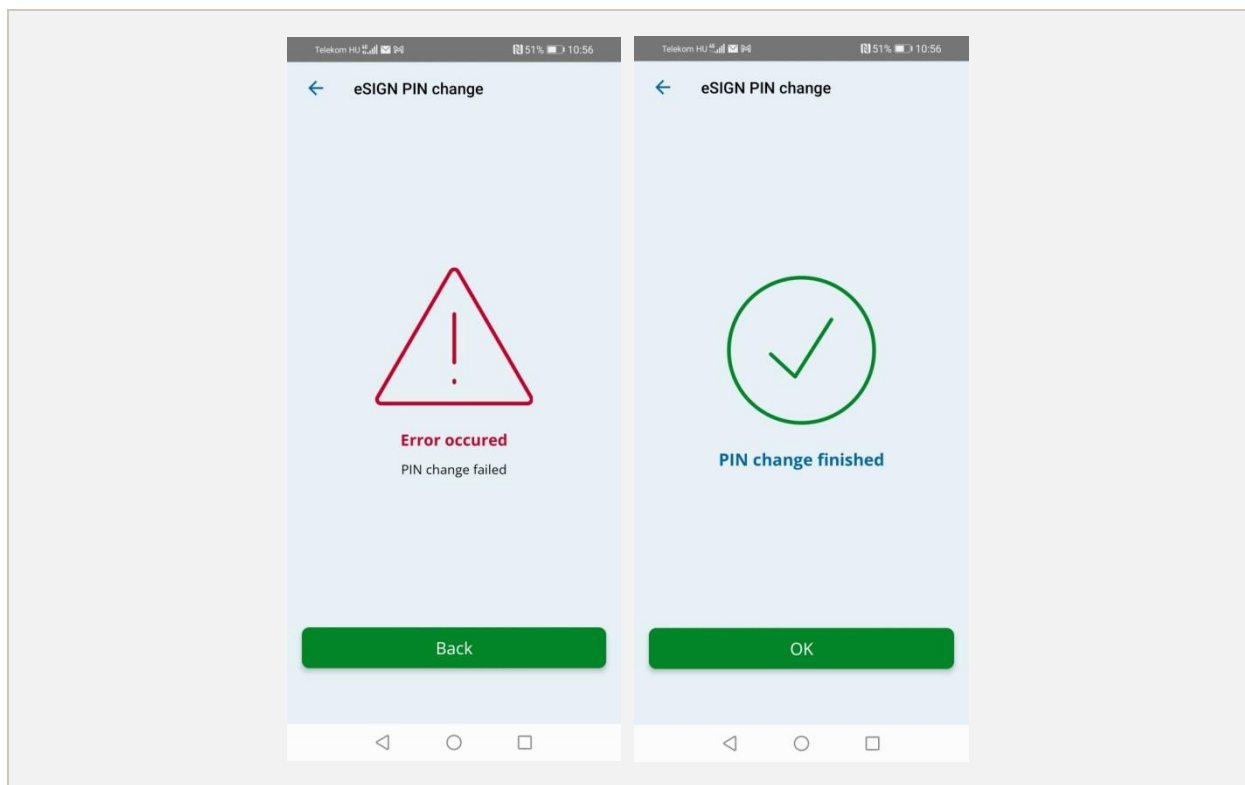 Telekom HU 51% 10:56
eSIGN PIN change
Error occured
PIN change failed
Back
Telekom HU 51% 10:56
eSIGN PIN change
PIN change finished
OK